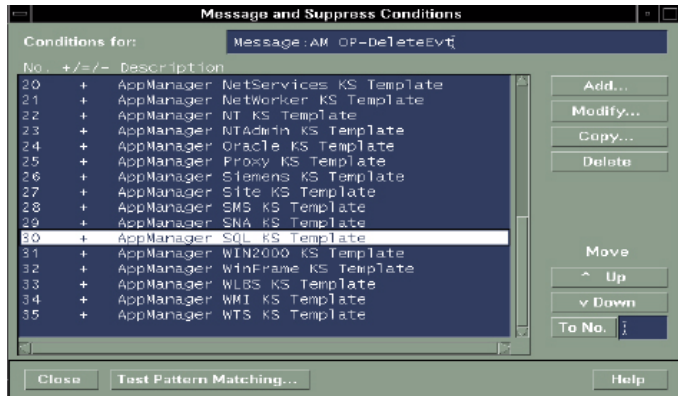 Message and Suppress Conditions
Conditions for: Message:AM OP-DeleteEvt
No. +/=/- Description
20 + AppManager NetServices KS Template
21 + AppManager NetWorker KS Template
22 + AppManager NT KS Template
23 + AppManager NTAdmin KS Template
24 + AppManager Oracle KS Template
25 + AppManager Proxy KS Template
26 + AppManager Siemens KS Template
27 + AppManager Site KS Template
28 + AppManager SMS KS Template
29 + AppManager SNA KS Template
30 + AppManager SQL KS Template
31 + AppManager WIN2000 KS Template
32 + AppManager WinFrame KS Template
33 + AppManager WLBS KS Template
34 + AppManager WMI KS Template
35 + AppManager WTS KS Template
Add...
Modify...
Copy...
Delete
Move
^ Up
v Down
To No.
Close
Test Pattern Matching...
Help